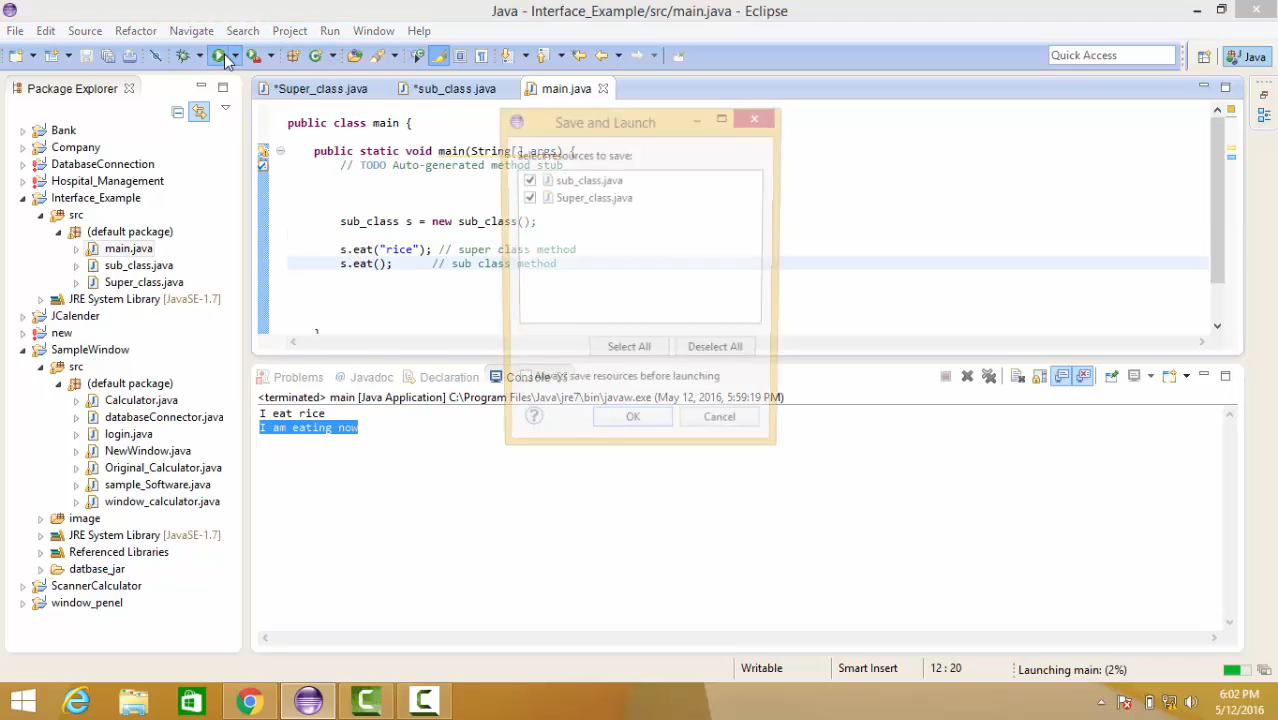 Java - Interface_Example/src/main.java - Eclipse
File Edit Source Refactor Navigate Search Project Run Window Help
Quick Access
Java
Package Explorer
*Super_class.java
*sub_class.java
main.java
Bank
Company
DatabaseConnection
Hospital_Management
Interface_Example
src
(default package)
main.java
sub_class.java
Super_class.java
JRE System Library [JavaSE-1.7]
JCalender
new
SampleWindow
src
(default package)
Calculator.java
databaseConnector.java
login.java
NewWindow.java
Original_Calculator.java
sample_Software.java
window_calculator.java
image
JRE System Library [JavaSE-1.7]
Referenced Libraries
datbase_jar
ScannerCalculator
window_penel
public class main {
public static void main(String[] args) {
// TODO Auto-generated method stub
sub_class s = new sub_class();
s.eat("rice"); // super class method
s.eat(); // sub class method
}
Save and Launch
Select resources to save:
sub_class.java
Super_class.java
Select All
Deselect All
Always save resources before launching
OK
Cancel
Problems
Javadoc
Declaration
Console
<terminated> main [Java Application] C:\Program Files\Java\jre7\bin\javaw.exe (May 12, 2016, 5:59:19 PM)
I eat rice
I am eating now
Writable
Smart Insert
12 : 20
Launching main: (2%)
6:02 PM
5/12/2016